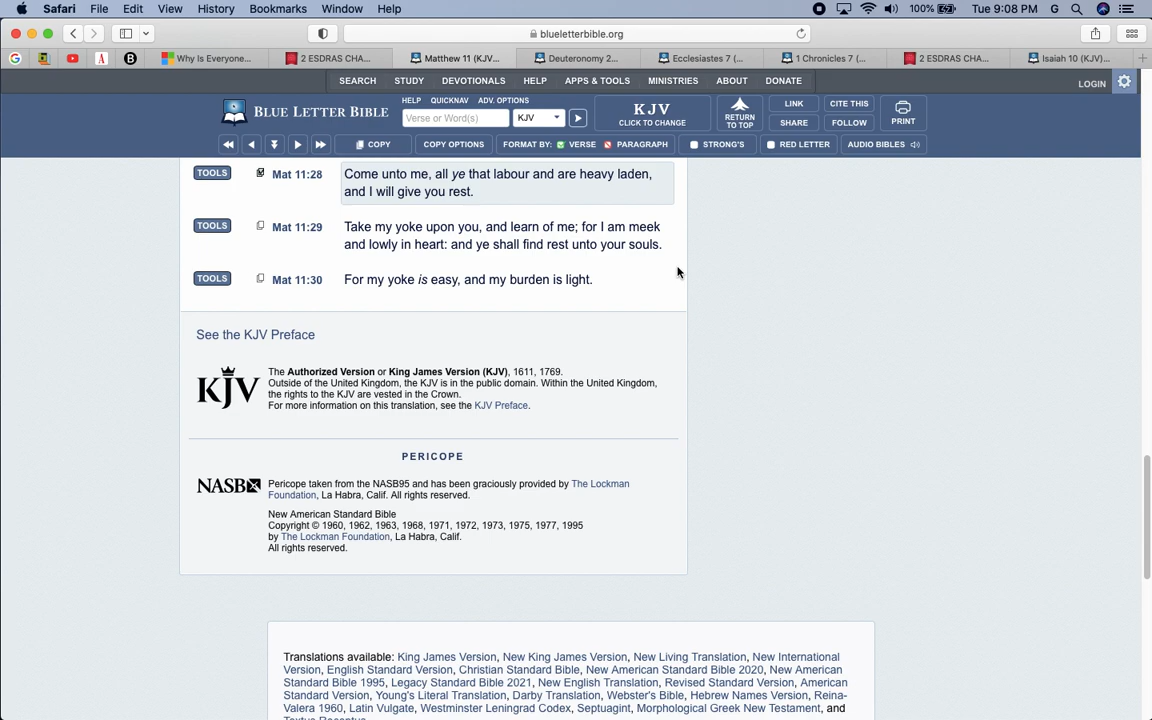 Safari File Edit View History Bookmarks Window Help 100% Tue 9:08 PM G
blueletterbible.org
Why Is Everyone... 2 ESDRAS CHA... Matthew 11 (KJV... Deuteronomy 2... Ecclesiastes 7 (... 1 Chronicles 7 (... 2 ESDRAS CHA... Isaiah 10 (KJV)...
SEARCH STUDY DEVOTIONALS HELP APPS & TOOLS MINISTRIES ABOUT DONATE LOGIN
BLUE LETTER BIBLE
HELP QUICKNAV ADV. OPTIONS
Verse or Word(s) KJV
KJV
CLICK TO CHANGE
RETURN
TO TOP
LINK CITE THIS
SHARE FOLLOW
PRINT
COPY COPY OPTIONS FORMAT BY: VERSE PARAGRAPH STRONG'S RED LETTER AUDIO BIBLES
TOOLS Mat 11:28 Come unto me, all ye that labour and are heavy laden,
and I will give you rest.
TOOLS Mat 11:29 Take my yoke upon you, and learn of me; for I am meek
and lowly in heart: and ye shall find rest unto your souls.
TOOLS Mat 11:30 For my yoke is easy, and my burden is light.
See the KJV Preface
KJV
The Authorized Version or King James Version (KJV), 1611, 1769.
Outside of the United Kingdom, the KJV is in the public domain. Within the United Kingdom,
the rights to the KJV are vested in the Crown.
For more information on this translation, see the KJV Preface.
PERICOPE
NASB
Pericope taken from the NASB95 and has been graciously provided by The Lockman
Foundation, La Habra, Calif. All rights reserved.
New American Standard Bible
Copyright © 1960, 1962, 1963, 1968, 1971, 1972, 1973, 1975, 1977, 1995
by The Lockman Foundation, La Habra, Calif.
All rights reserved.
Translations available: King James Version, New King James Version, New Living Translation, New International
Version, English Standard Version, Christian Standard Bible, New American Standard Bible 2020, New American
Standard Bible 1995, Legacy Standard Bible 2021, New English Translation, Revised Standard Version, American
Standard Version, Young's Literal Translation, Darby Translation, Webster's Bible, Hebrew Names Version, Reina-
Valera 1960, Latin Vulgate, Westminster Leningrad Codex, Septuagint, Morphological Greek New Testament, and
Textus Receptus